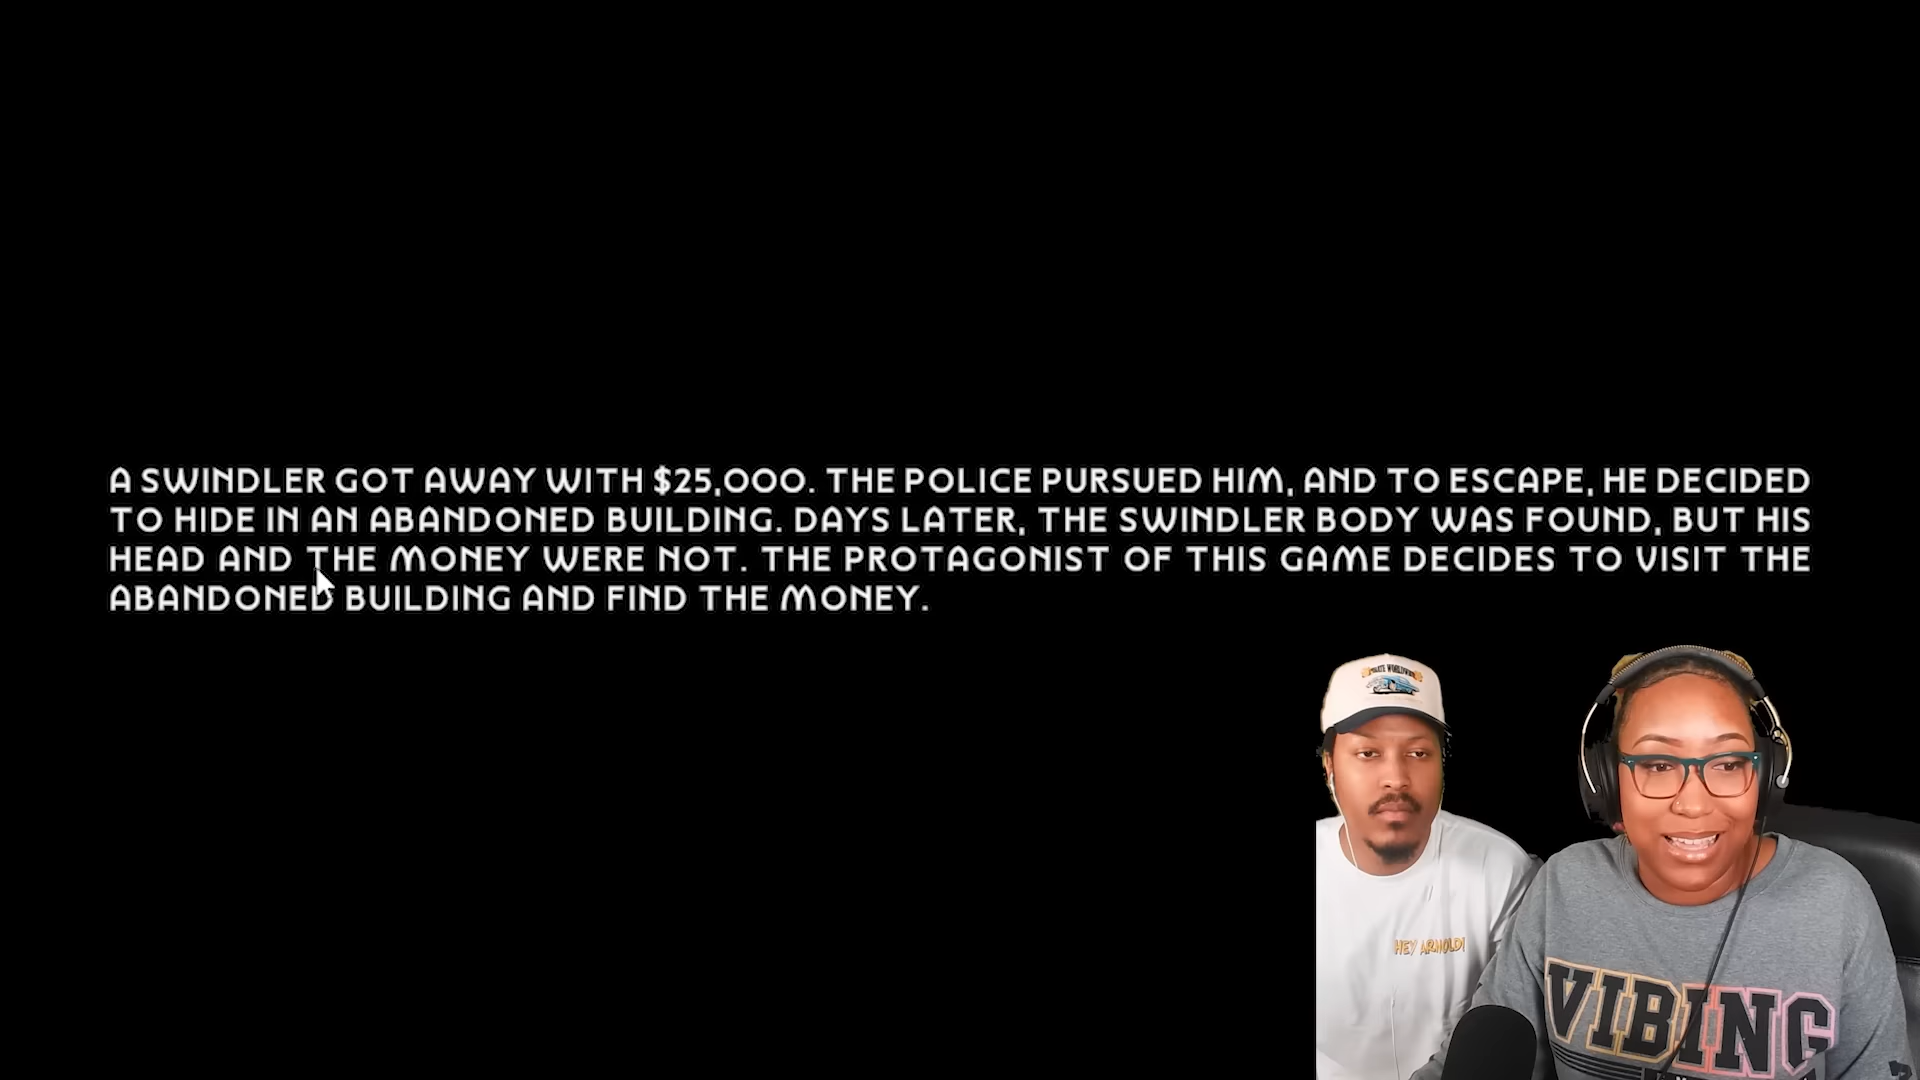 A SWINDLER GOT AWAY WITH $25,000. THE POLICE PURSUED HIM, AND TO ESCAPE, HE DECIDED
TO HIDE IN AN ABANDONED BUILDING. DAYS LATER, THE SWINDLER BODY WAS FOUND, BUT HIS
HEAD AND THE MONEY WERE NOT. THE PROTAGONIST OF THIS GAME DECIDES TO VISIT THE
ABANDONED BUILDING AND FIND THE MONEY.
WORLDWIDE
HEY ARNOLD!
VIBING